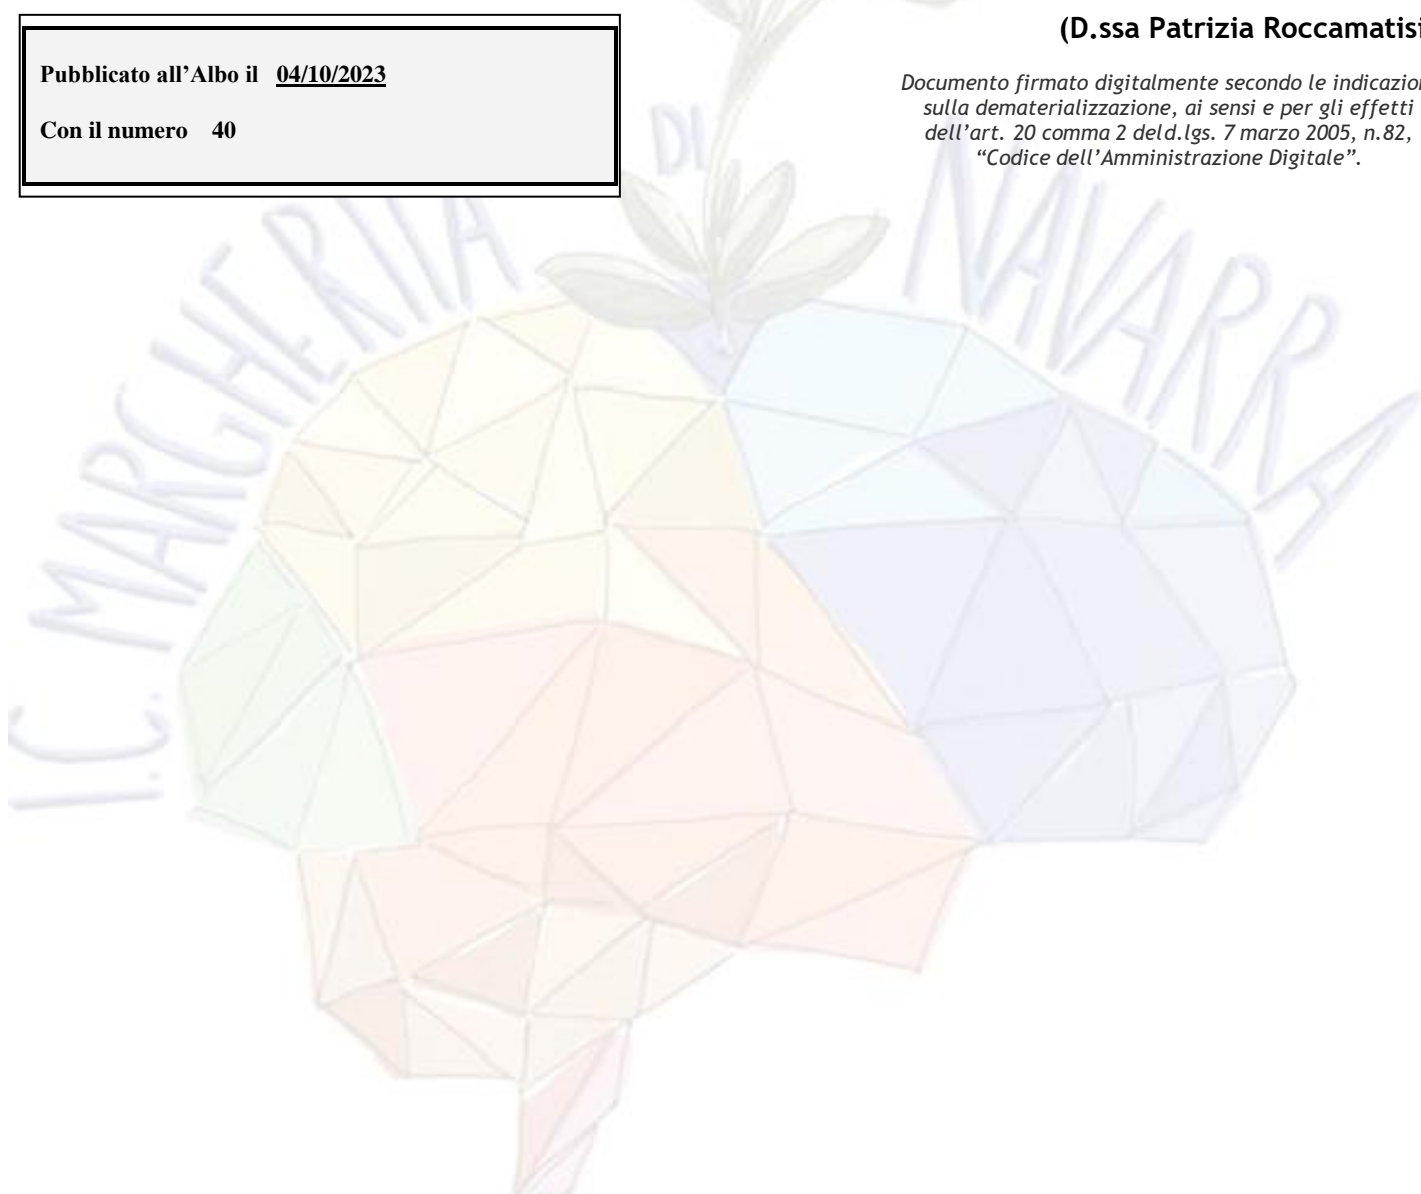 (D.ssa Patrizia Roccamatisi
Pubblicato all’Albo il 04/10/2023
Con il numero 40
Documento firmato digitalmente secondo le indicazion
sulla dematerializzazione, ai sensi e per gli effetti
dell’art. 20 comma 2 deld.lgs. 7 marzo 2005, n.82,
“Codice dell’Amministrazione Digitale”.
I.C. MARGHERITA
DI
NAVARRA